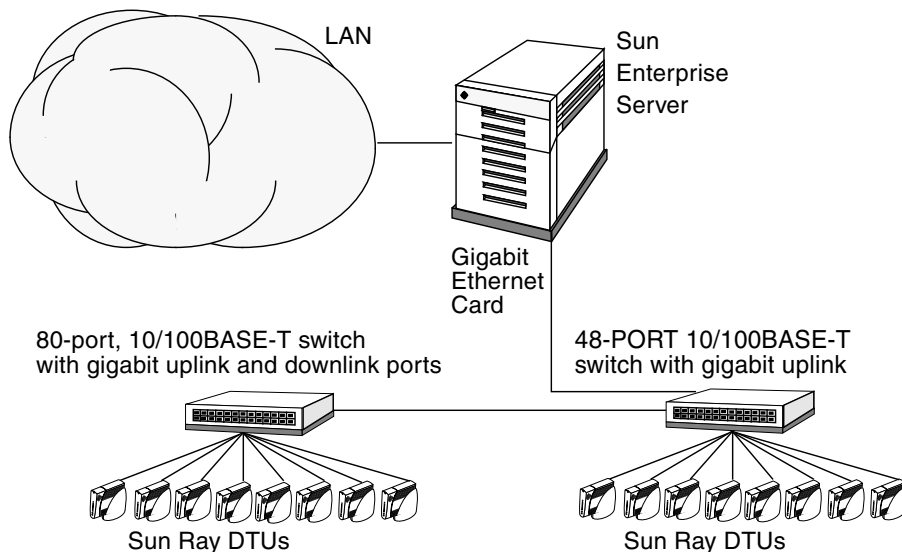 LAN
Sun
Enterprise
Server
Gigabit
Ethernet
Card
80-port, 10/100BASE-T switch
with gigabit uplink and downlink ports
48-PORT 10/100BASE-T
switch with gigabit uplink
Sun Ray DTUs
Sun Ray DTUs